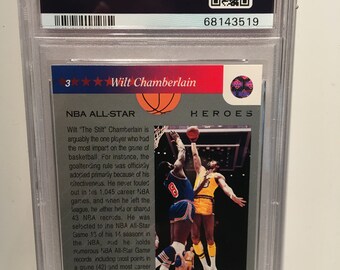 68143519
3 Wilt Chamberlain
NBA ALL-STAR HEROES
Wilt "The Stilt" Chamberlain is
arguably the one player who had
the most impact on the game of
basketball. For instance, the
goaltending rule was officially
adopted primarily because of
his He never fouled
out in his 1,045 career NBA
games, and when he left the
league, he either held or shared
43 NBA records. He was
selected to the NBA All-Star
Game 13 of his 14 seasons in
the NBA, and he holds
numerous NBA All-Star Game
records including most points in
a game (42) and most career